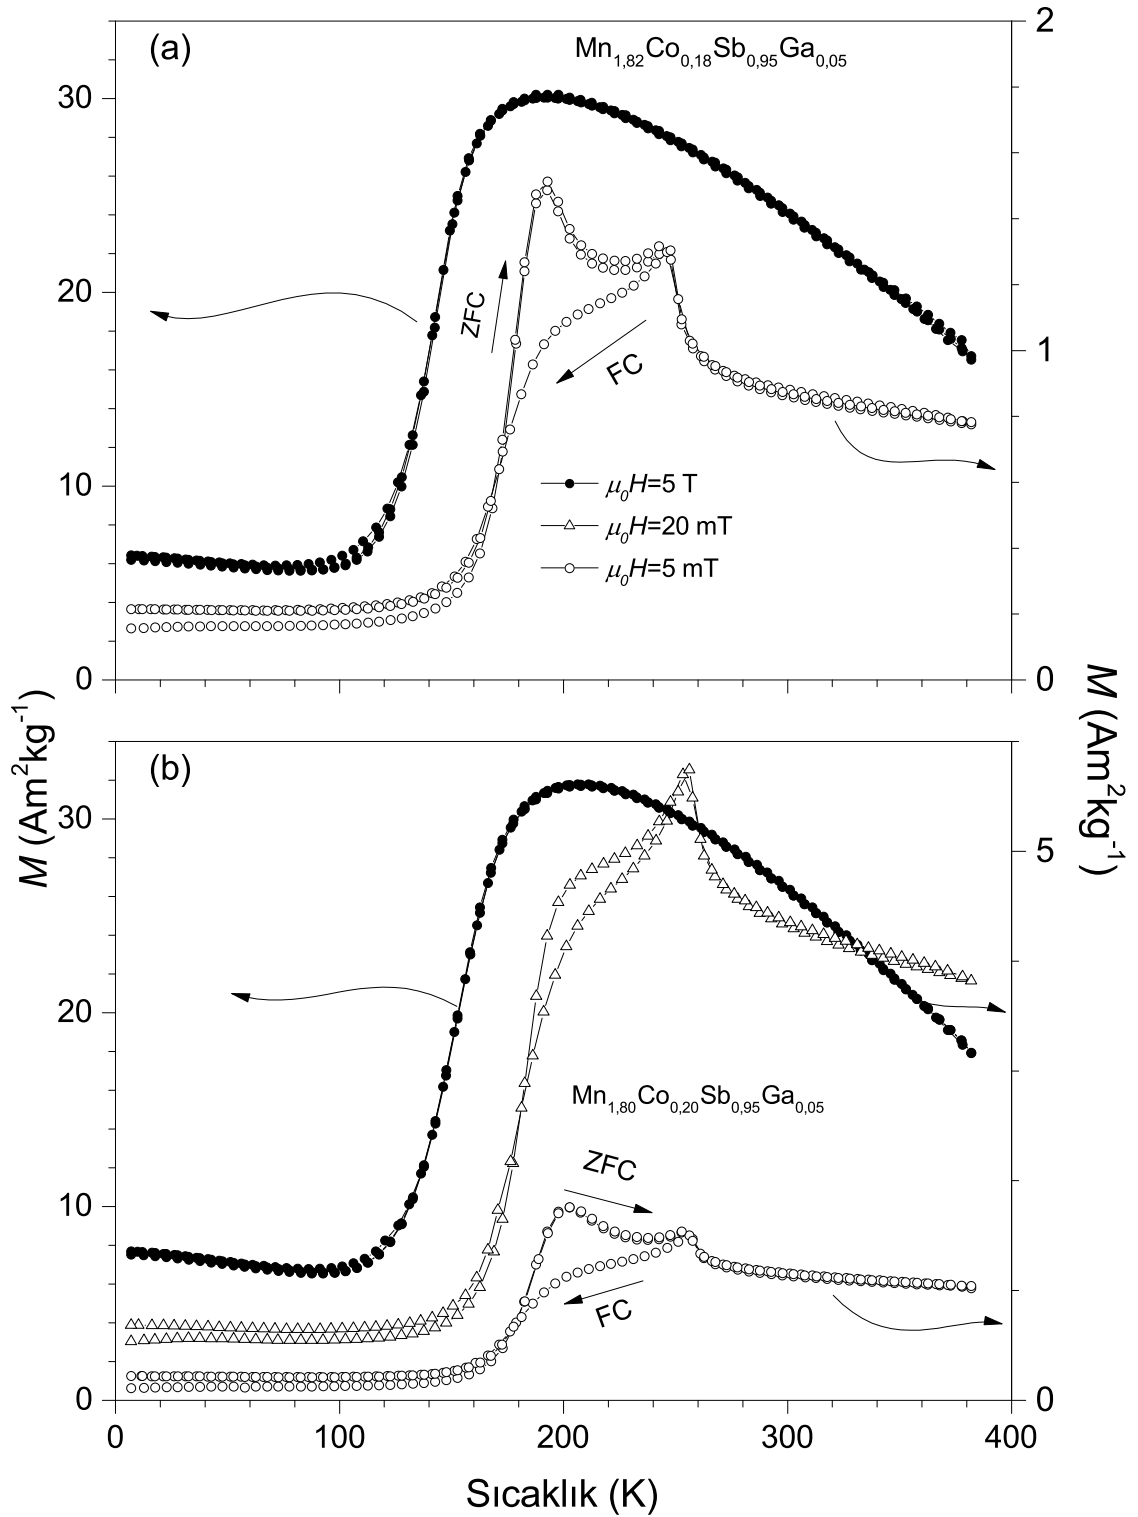 (a)
Mn1,82Co0,18Sb0,95Ga0,05
2
30
ZFC
FC
20
1
μ0H=5 T
μ0H=20 mT
μ0H=5 mT
10
0
0
M (Am²kg⁻¹)
M (Am²kg⁻¹)
(b)
30
5
20
Mn1,80Co0,20Sb0,95Ga0,05
ZFC
FC
10
0
0
0
100
200
300
400
Sıcaklık (K)